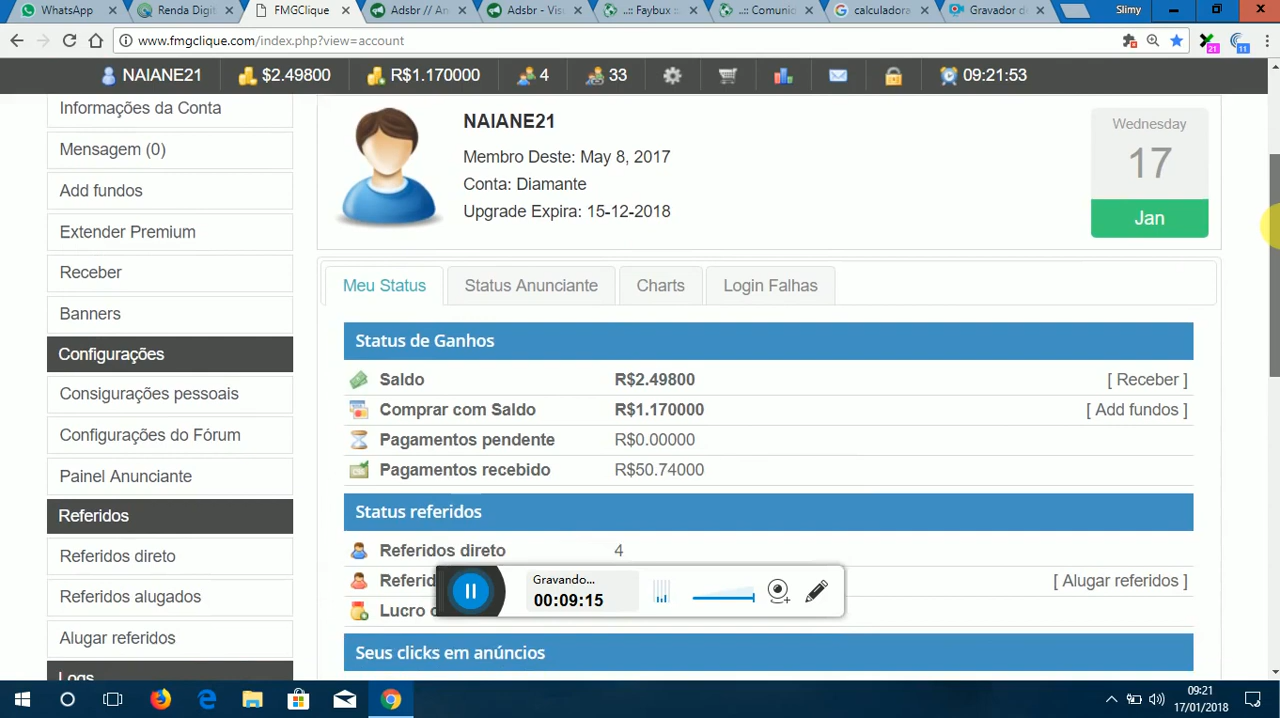 WhatsApp
Renda Digit
FMGClique
Adsbr // An
Adsbr - Vis
..:: Faybux ::..
..:: Comuni
calculadora
Gravador d
Slimy
www.fmgclique.com/index.php?view=account
21
11
NAIANE21
$2.49800
R$1.170000
4
33
09:21:53
Informações da Conta
Mensagem (0)
Add fundos
Extender Premium
Receber
Banners
Configurações
Consigurações pessoais
Configurações do Fórum
Painel Anunciante
Referidos
Referidos direto
Referidos alugados
Alugar referidos
Logs
NAIANE21
Membro Deste: May 8, 2017
Conta: Diamante
Upgrade Expira: 15-12-2018
Wednesday
17
Jan
Meu Status
Status Anunciante
Charts
Login Falhas
Status de Ganhos
Saldo R$2.49800 [ Receber ]
Comprar com Saldo R$1.170000 [ Add fundos ]
Pagamentos pendente R$0.00000
Pagamentos recebido R$50.74000
Status referidos
Referidos direto 4
Referid [ Alugar referidos ]
Lucro
Seus clicks em anúncios
Gravando...
00:09:15
09:21
17/01/2018